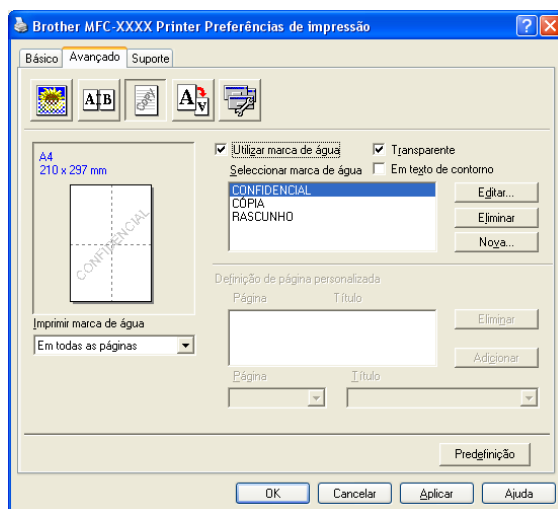 Brother MFC-XXXX Printer Preferências de impressão
Básico Avançado Suporte
A B
COPY
A V
A4
210 x 297 mm
CONFIDENCIAL
Imprimir marca de água
Em todas as páginas
Utilizar marca de água Transparente
Seleccionar marca de água Em texto de contorno
CONFIDENCIAL
CÓPIA
RASCUNHO
Editar...
Eliminar
Nova...
Definição de página personalizada
Página Título
Eliminar
Adicionar
Página Título
Predefinição
OK Cancelar Aplicar Ajuda